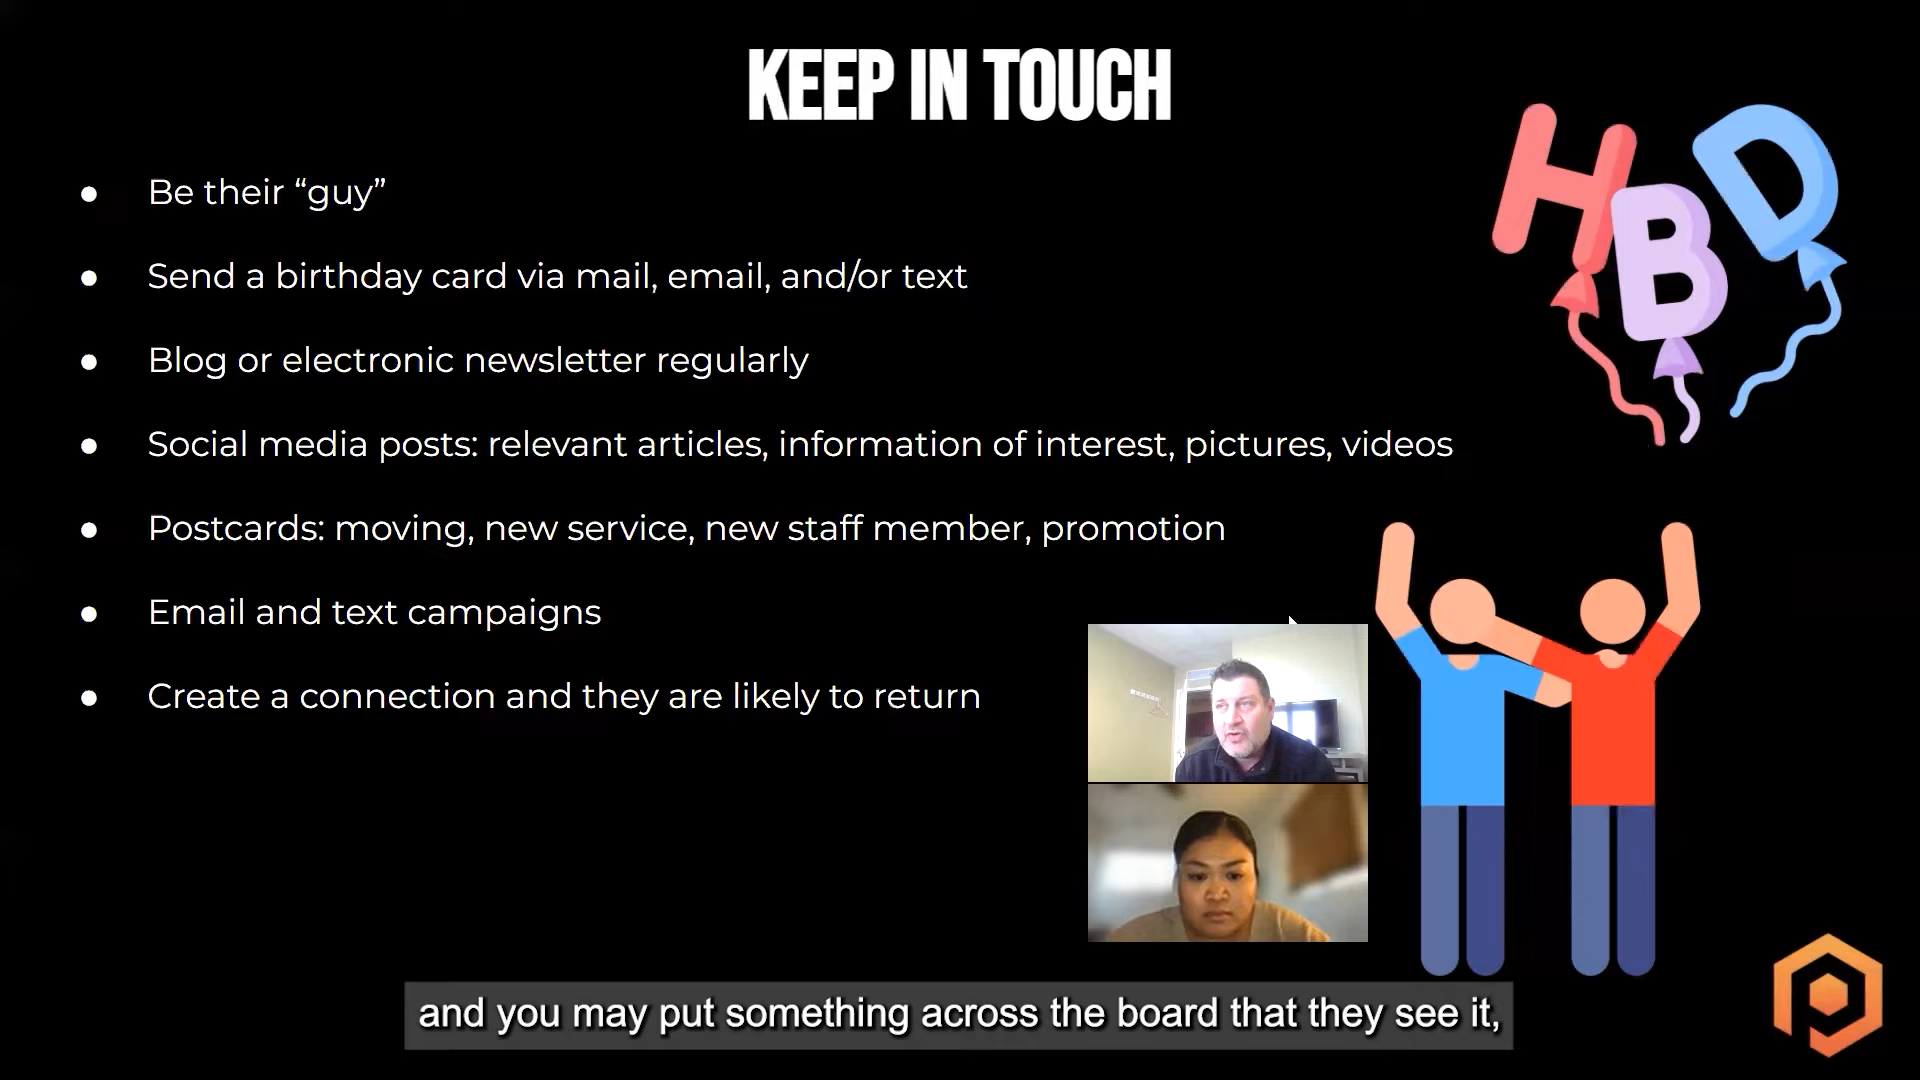 KEEP IN TOUCH
● Be their “guy”
● Send a birthday card via mail, email, and/or text
● Blog or electronic newsletter regularly
● Social media posts: relevant articles, information of interest, pictures, videos
● Postcards: moving, new service, new staff member, promotion
● Email and text campaigns
● Create a connection and they are likely to return
HBD
and you may put something across the board that they see it,